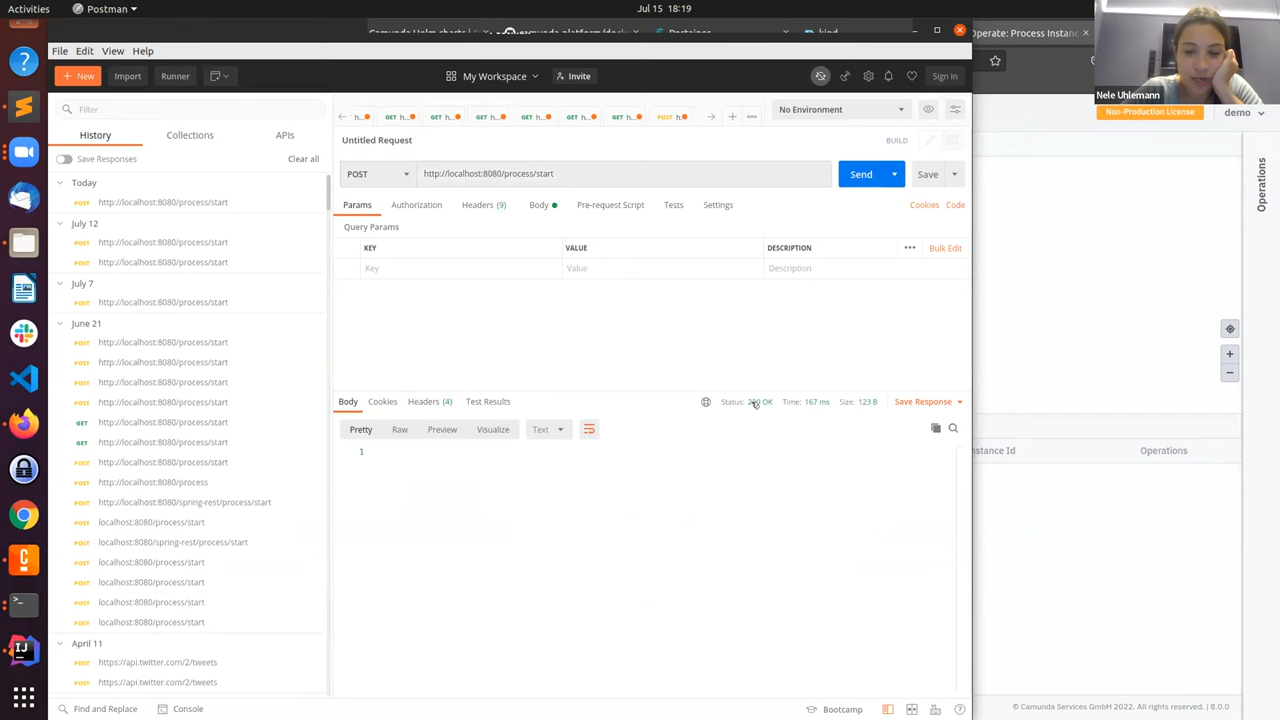 Activities
Postman
Jul 15 18:19
Operate: Process Instanc
File Edit View Help
New
Import
Runner
My Workspace
Invite
Sign In
Nele Uhlemann
Non-Production License
demo
Filter
History
Collections
APIs
Save Responses
Clear all
Today
POST http://localhost:8080/process/start
July 12
POST http://localhost:8080/process/start
POST http://localhost:8080/process/start
July 7
POST http://localhost:8080/process/start
June 21
POST http://localhost:8080/process/start
POST http://localhost:8080/process/start
POST http://localhost:8080/process/start
POST http://localhost:8080/process/start
GET http://localhost:8080/process/start
GET http://localhost:8080/process/start
POST http://localhost:8080/process/start
POST http://localhost:8080/process
POST http://localhost:8080/spring-rest/process/start
POST localhost:8080/process/start
POST localhost:8080/spring-rest/process/start
POST localhost:8080/process/start
POST localhost:8080/process/start
POST localhost:8080/process/start
POST localhost:8080/process/start
April 11
POST https://api.twitter.com/2/tweets
POST https://api.twitter.com/2/tweets
Find and Replace
Console
h... GET h... GET h... GET h... GET h... GET h... GET h... POST h.
No Environment
Untitled Request
BUILD
POST
http://localhost:8080/process/start
Send
Save
Params
Authorization
Headers (9)
Body
Pre-request Script
Tests
Settings
Cookies
Code
Query Params
KEY VALUE DESCRIPTION
Bulk Edit
Key Value Description
Body
Cookies
Headers (4)
Test Results
Status: 200 OK
Time: 167 ms
Size: 123 B
Save Response
Pretty
Raw
Preview
Visualize
Text
1
Bootcamp
Operations
nstance Id
Operations
© Camunda Services GmbH 2022. All rights reserved. | 8.0.0